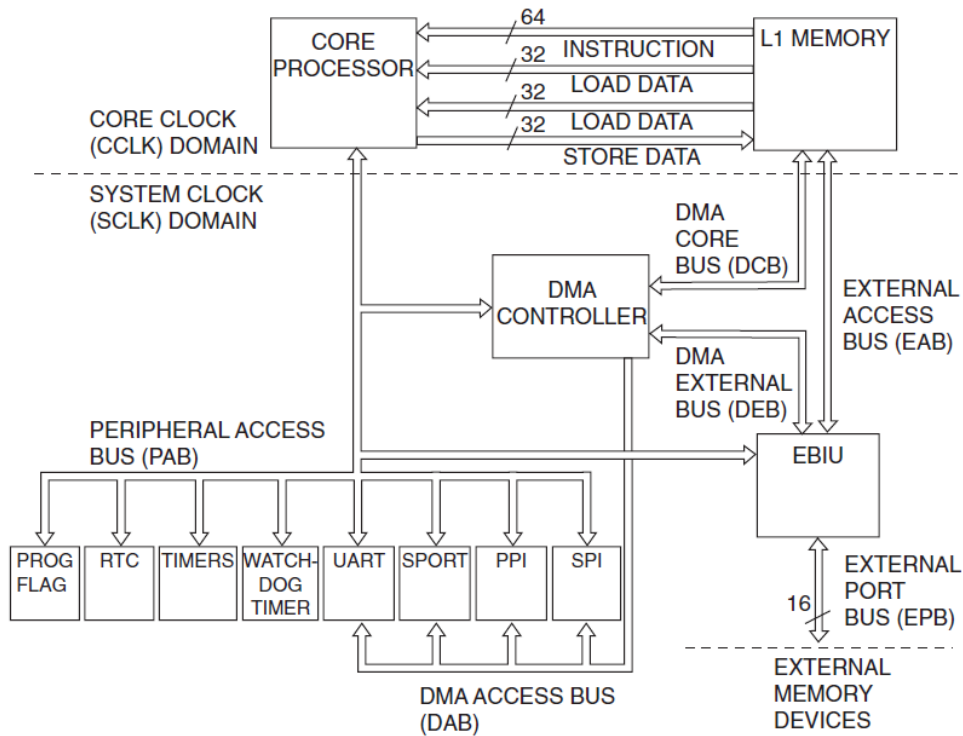 CORE
PROCESSOR
L1 MEMORY
64
INSTRUCTION
32
LOAD DATA
32
LOAD DATA
32
STORE DATA
CORE CLOCK
(CCLK) DOMAIN
SYSTEM CLOCK
(SCLK) DOMAIN
DMA
CORE
BUS (DCB)
DMA
CONTROLLER
EXTERNAL
ACCESS
BUS (EAB)
DMA
EXTERNAL
BUS (DEB)
PERIPHERAL ACCESS
BUS (PAB)
EBIU
PROG
FLAG
RTC
TIMERS
WATCH-
DOG
TIMER
UART
SPORT
PPI
SPI
16
EXTERNAL
PORT
BUS (EPB)
DMA ACCESS BUS
(DAB)
EXTERNAL
MEMORY
DEVICES